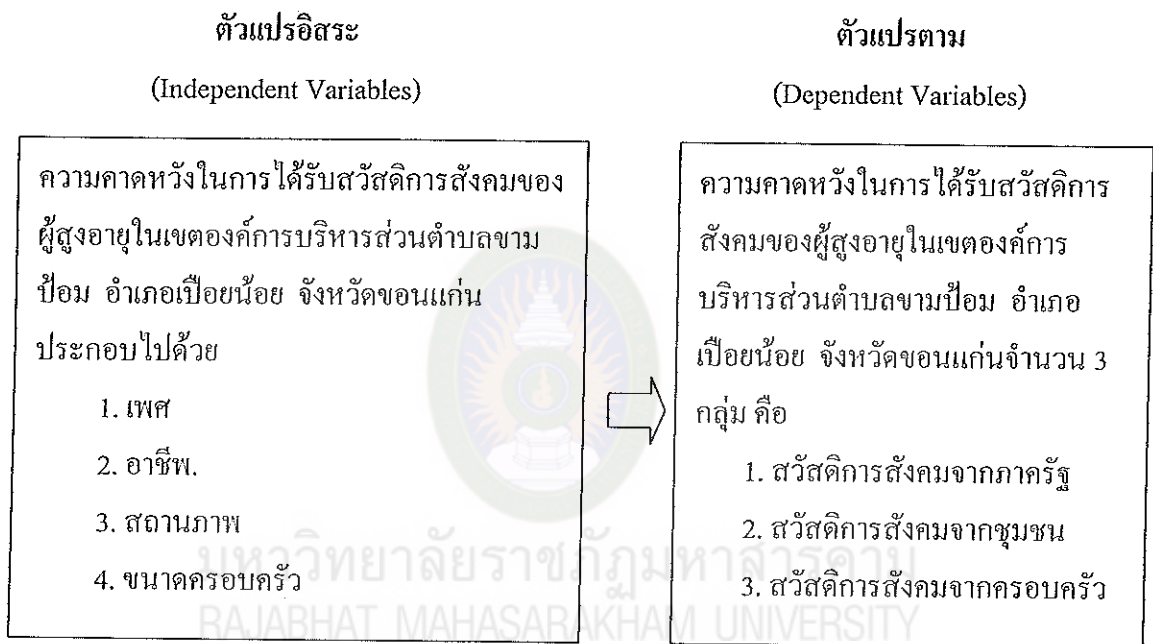 ตัวแปรอิสระ
(Independent Variables)
ความคาดหวังในการได้รับสวัสดิการสังคมของ
ผู้สูงอายุในเขตองค์การบริหารส่วนตำบลขาม
ป้อม อำเภอเปือยน้อย จังหวัดขอนแก่น
ประกอบไปด้วย
1. เพศ
2. อาชีพ.
3. สถานภาพ
4. ขนาดครอบครัว
ตัวแปรตาม
(Dependent Variables)
ความคาดหวังในการได้รับสวัสดิการ
สังคมของผู้สูงอายุในเขตองค์การ
บริหารส่วนตำบลขามป้อม อำเภอ
เปือยน้อย จังหวัดขอนแก่นจำนวน 3
กลุ่ม คือ
1. สวัสดิการสังคมจากภาครัฐ
2. สวัสดิการสังคมจากชุมชน
3. สวัสดิการสังคมจากครอบครัว
มหาวิทยาลัยราชภัฏมหาสารคาม
RAJABHAT MAHASARAKHAM UNIVERSITY